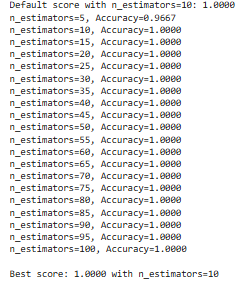 Default score with n_estimators=10: 1.0000
n_estimators=5, Accuracy=0.9667
n_estimators=10, Accuracy=1.0000
n_estimators=15, Accuracy=1.0000
n_estimators=20, Accuracy=1.0000
n_estimators=25, Accuracy=1.0000
n_estimators=30, Accuracy=1.0000
n_estimators=35, Accuracy=1.0000
n_estimators=40, Accuracy=1.0000
n_estimators=45, Accuracy=1.0000
n_estimators=50, Accuracy=1.0000
n_estimators=55, Accuracy=1.0000
n_estimators=60, Accuracy=1.0000
n_estimators=65, Accuracy=1.0000
n_estimators=70, Accuracy=1.0000
n_estimators=75, Accuracy=1.0000
n_estimators=80, Accuracy=1.0000
n_estimators=85, Accuracy=1.0000
n_estimators=90, Accuracy=1.0000
n_estimators=95, Accuracy=1.0000
n_estimators=100, Accuracy=1.0000
Best score: 1.0000 with n_estimators=10